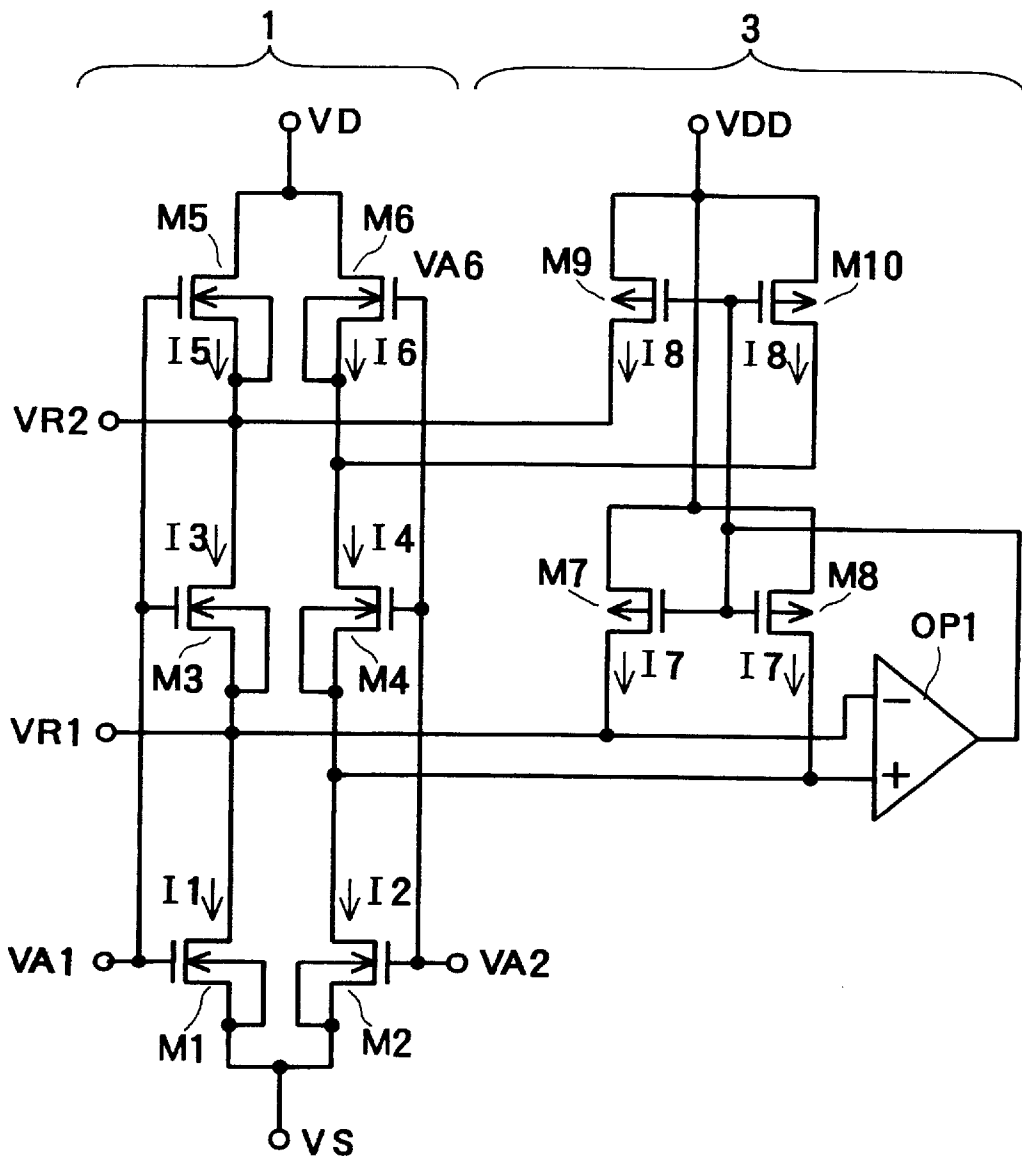 1 3
VD VDD
M5 M6
VA6 M9 M10
I5 I6 I8 I8
VR2
I3 I4
M7 M8
OP1
M3 M4 I7 I7
VR1
−
+
I1 I2
VA1 VA2
M1 M2
VS